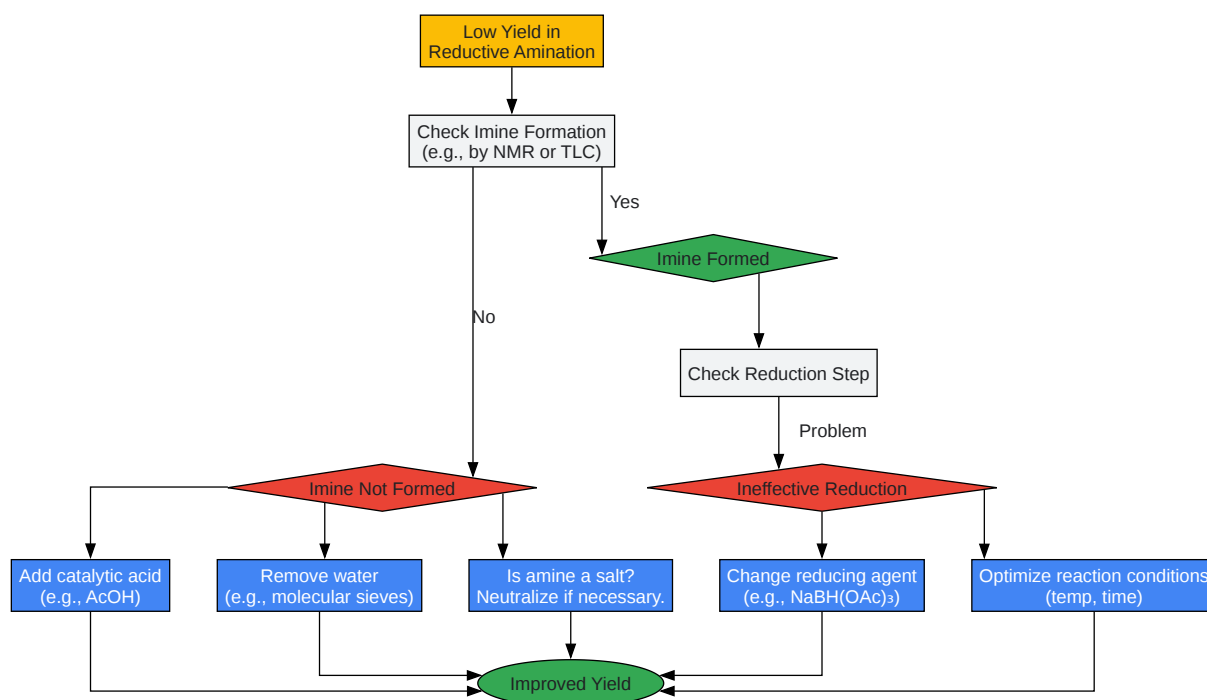 Low Yield in
Reductive Amination
Check Imine Formation
(e.g., by NMR or TLC)
Yes
Imine Formed
No
Check Reduction Step
Problem
Imine Not Formed
Ineffective Reduction
Add catalytic acid
(e.g., AcOH)
Remove water
(e.g., molecular sieves)
Is amine a salt?
Neutralize if necessary.
Change reducing agent
(e.g., NaBH(OAc)₃)
Optimize reaction conditions
(temp, time)
Improved Yield